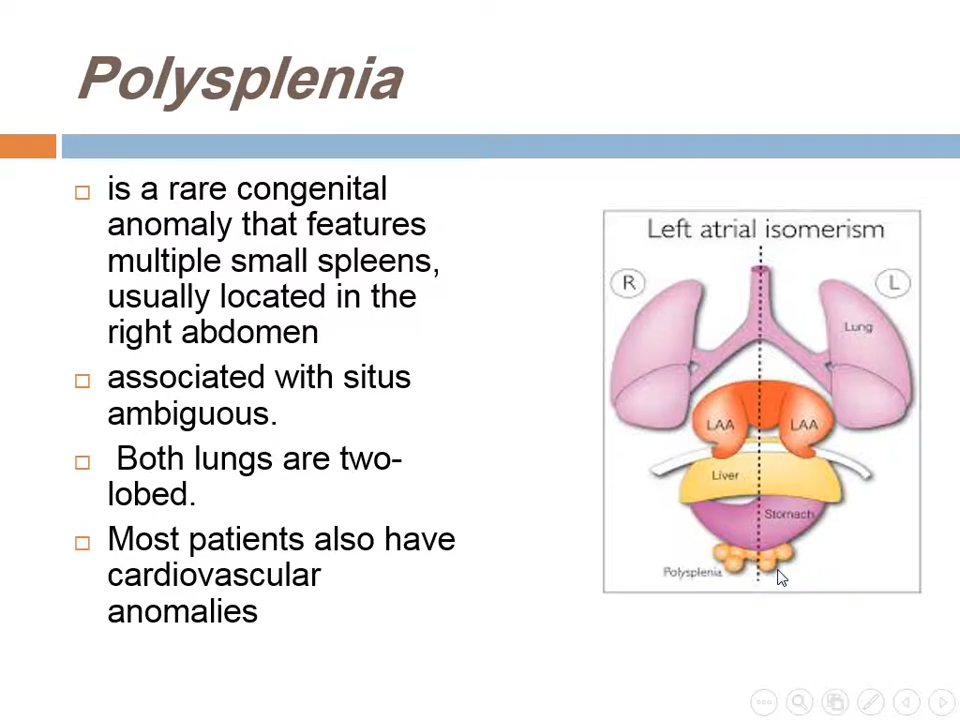 Polysplenia
is a rare congenital
anomaly that features
multiple small spleens,
usually located in the
right abdomen
associated with situs
ambiguous.
Both lungs are two-
lobed.
Most patients also have
cardiovascular
anomalies
Left atrial isomerism
R
L
Lung
LAA
LAA
Liver
Stomach
Polysplenia